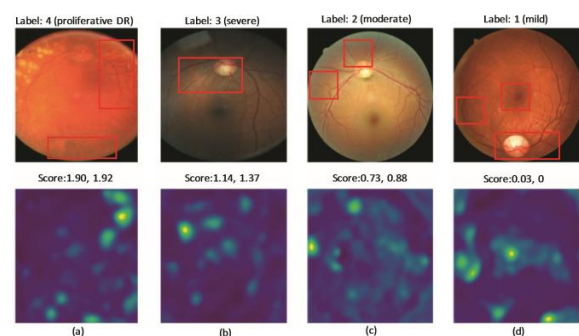 Label: 4 (proliferative DR)
Label: 3 (severe)
Label: 2 (moderate)
Label: 1 (mild)
Score:1.90, 1.92
Score:1.14, 1.37
Score:0.73, 0.88
Score:0.03, 0
(a)
(b)
(c)
(d)